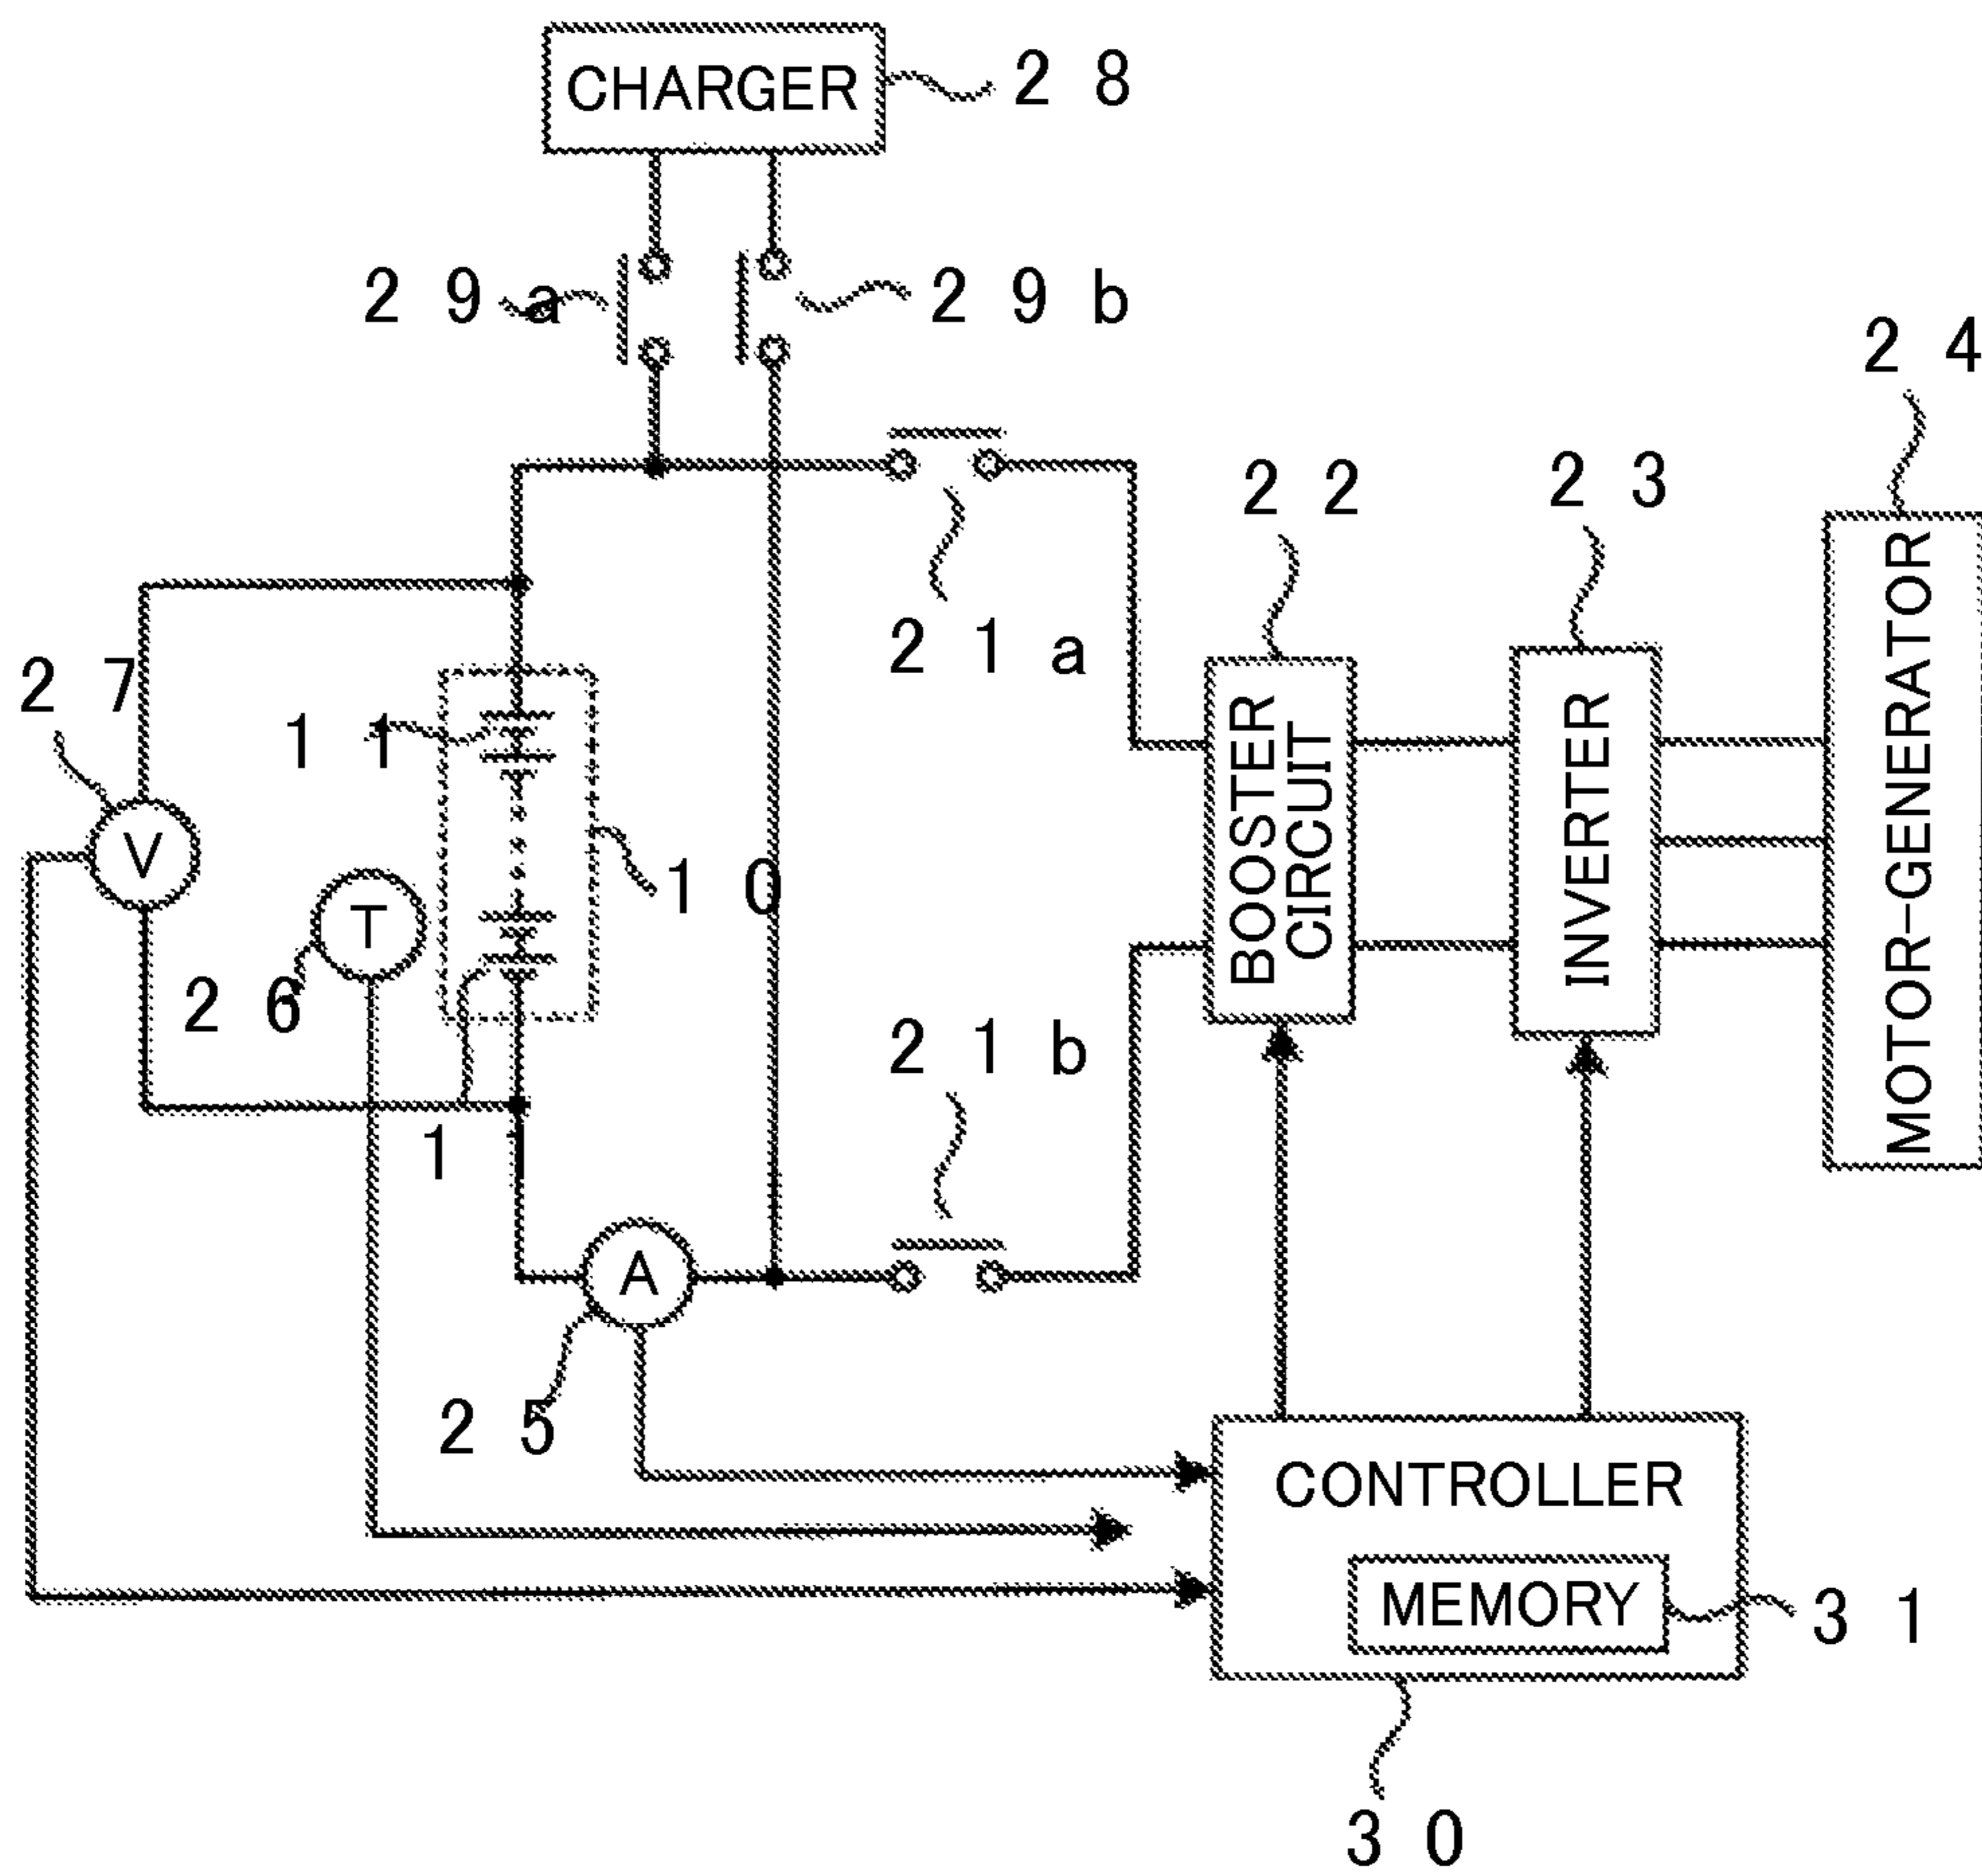 CHARGER
28
29a
29b
24
22
23
21a
27
11
V
10
T
26
BOOSTER
CIRCUIT
INVERTER
MOTOR-GENERATOR
21b
11
A
25
CONTROLLER
MEMORY
31
30